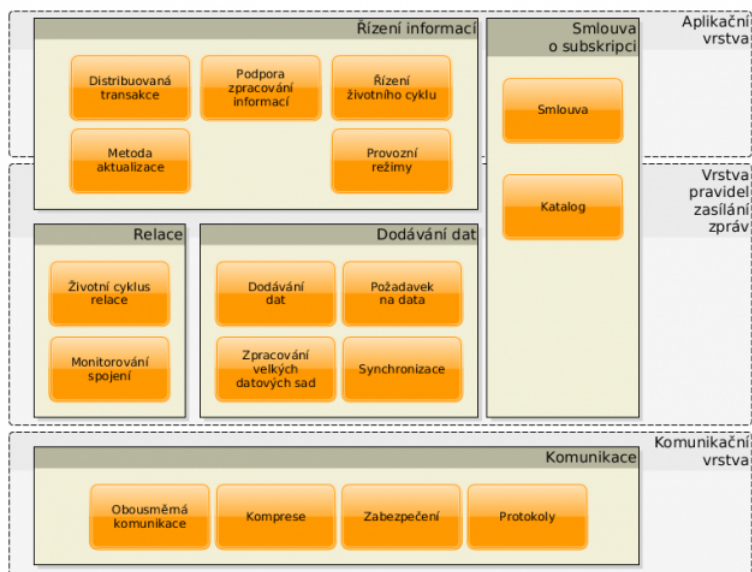 Aplikační
vrstva
Řízení informací
Distribuovaná
transakce
Podpora
zpracování
informací
Řízení
životního cyklu
Metoda
aktualizace
Provozní
režimy
Smlouva
o subskripci
Smlouva
Katalog
Vrstva
pravidel
zasílání
zpráv
Relace
Životní cyklus
relace
Monitorování
spojení
Dodávání dat
Dodávání
dat
Požadavek
na data
Zpracování
velkých
datových sad
Synchronizace
Komunikační
vrstva
Komunikace
Obousměrná
komunikace
Komprese
Zabezpečení
Protokoly